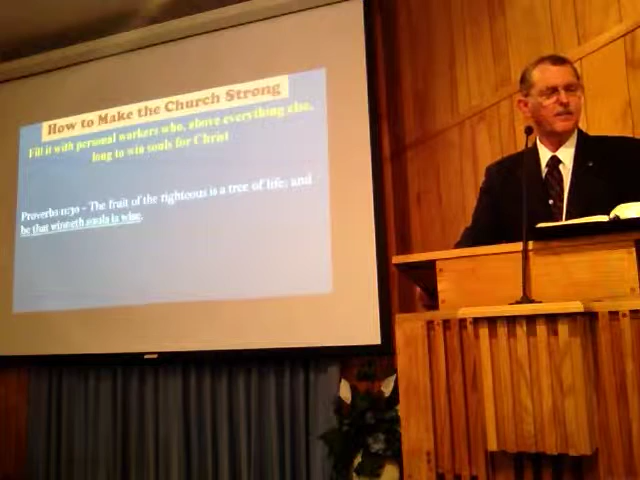 How to Make the Church Strong
Fill it with personal workers who, above everything else,
long to win souls for Christ
Proverbs 11:30 - The fruit of the righteous is a tree of life; and
he that winneth souls is wise.